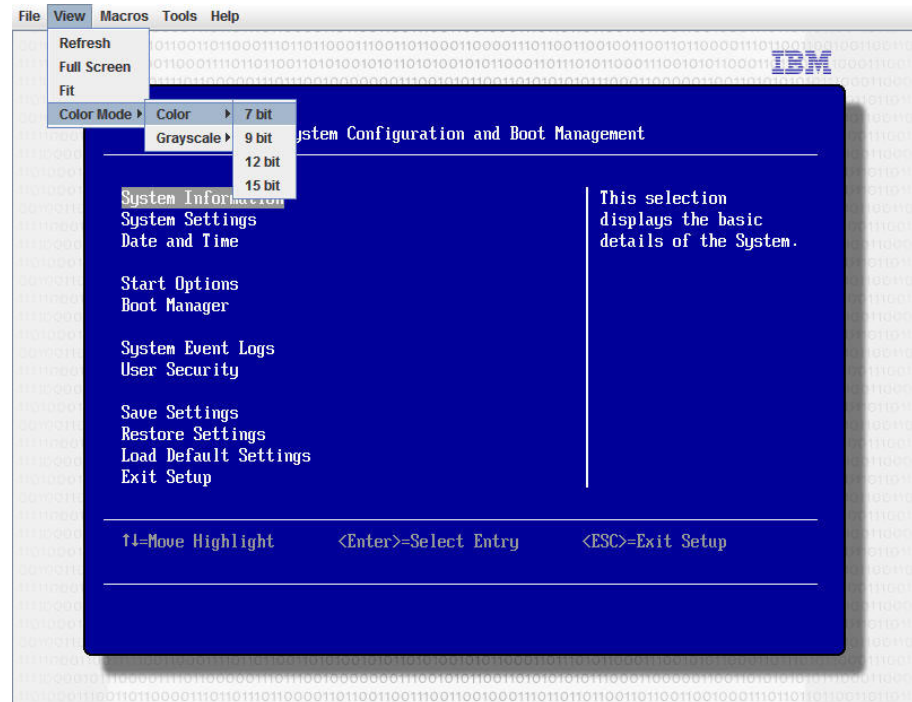 File View Macros Tools Help
Refresh
Full Screen
Fit
Color Mode Color 7 bit
Grayscale 9 bit
12 bit
15 bit
IBM
ystem Configuration and Boot Management
System Information
System Settings
Date and Time
Start Options
Boot Manager
System Event Logs
User Security
Save Settings
Restore Settings
Load Default Settings
Exit Setup
This selection
displays the basic
details of the System.
↑↓=Move Highlight <Enter>=Select Entry <ESC>=Exit Setup